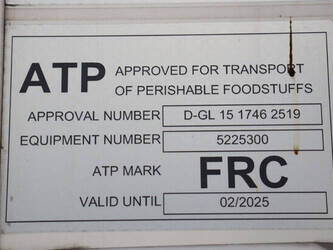 ATP APPROVED FOR TRANSPORT
OF PERISHABLE FOODSTUFFS
APPROVAL NUMBER D-GL 15 1746 2519
EQUIPMENT NUMBER 5225300
ATP MARK FRC
VALID UNTIL 02/2025